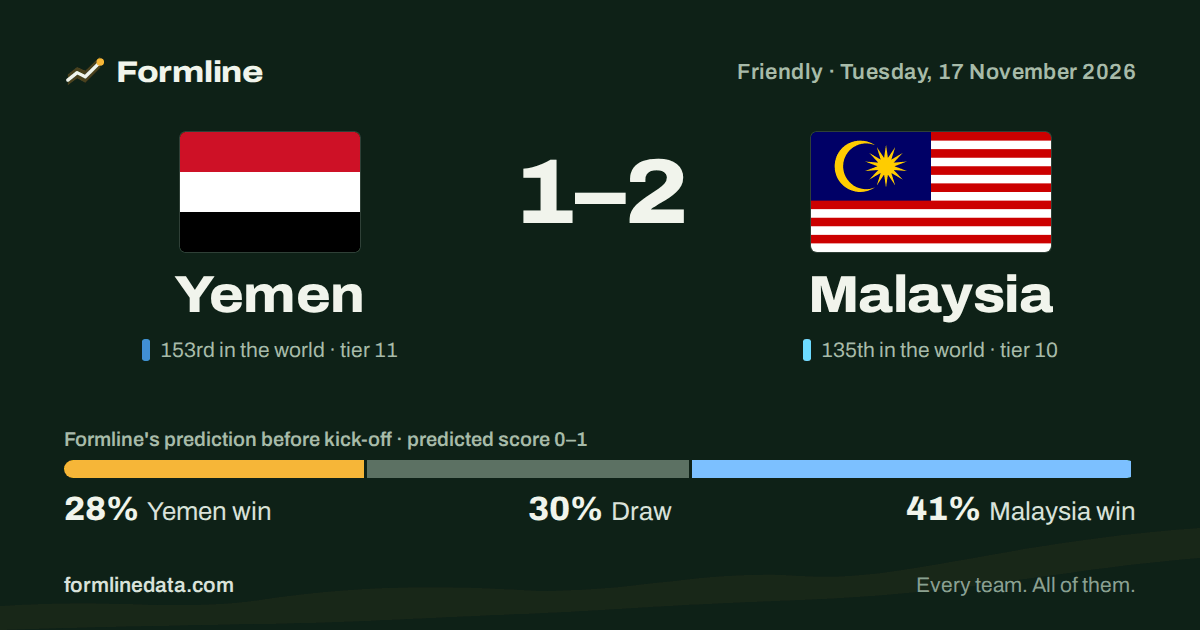 Formline
Friendly · Tuesday, 17 November 2026
1–2
Yemen
Malaysia
153rd in the world · tier 11
135th in the world · tier 10
Formline's prediction before kick-off · predicted score 0–1
28% Yemen win
30% Draw
41% Malaysia win
formlinedata.com
Every team. All of them.